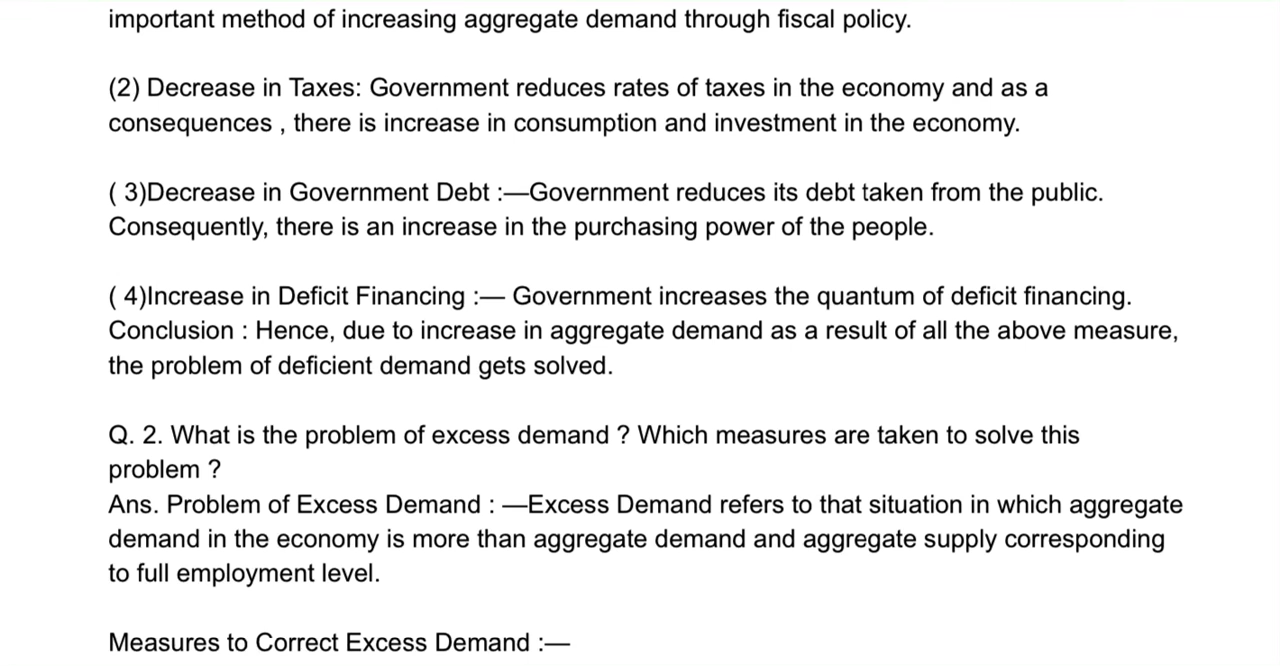 important method of increasing aggregate demand through fiscal policy.
(2) Decrease in Taxes: Government reduces rates of taxes in the economy and as a
consequences , there is increase in consumption and investment in the economy.
( 3)Decrease in Government Debt :—Government reduces its debt taken from the public.
Consequently, there is an increase in the purchasing power of the people.
( 4)Increase in Deficit Financing :— Government increases the quantum of deficit financing.
Conclusion : Hence, due to increase in aggregate demand as a result of all the above measure,
the problem of deficient demand gets solved.
Q. 2. What is the problem of excess demand ? Which measures are taken to solve this
problem ?
Ans. Problem of Excess Demand : —Excess Demand refers to that situation in which aggregate
demand in the economy is more than aggregate demand and aggregate supply corresponding
to full employment level.
Measures to Correct Excess Demand :—